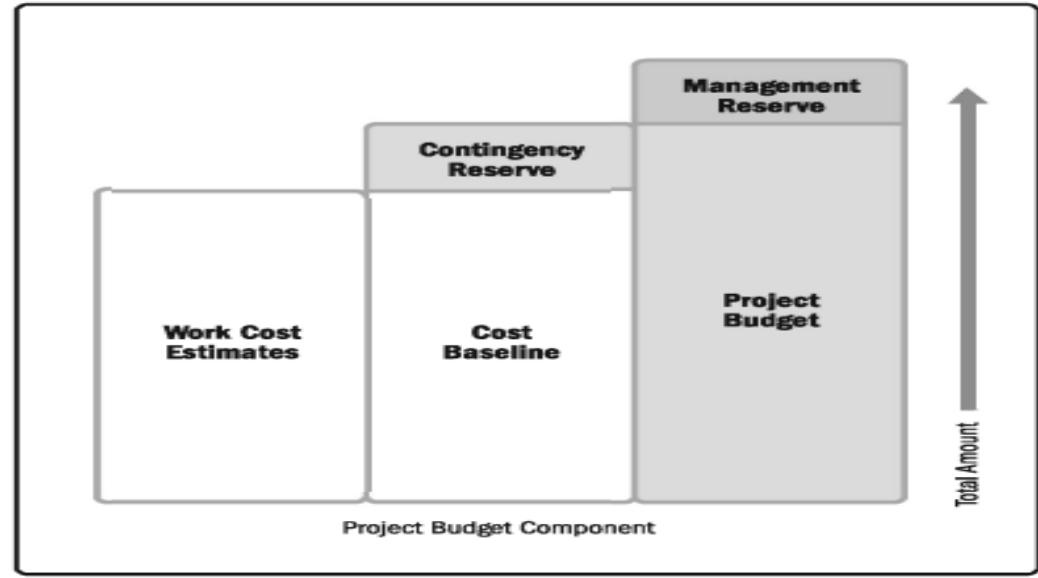 Management
Reserve
Contingency
Reserve
Project
Budget
Work Cost
Estimates
Cost
Baseline
Total Amount
Project Budget Component